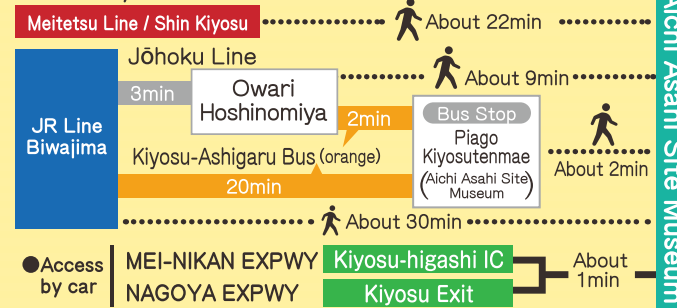 Meitetsu Line / Shin Kiyosu
About 22min
Jōhoku Line
3min
Owari
Hoshinomiya
About 9min
JR Line
Biwajima
2min
Bus Stop
Piago
Kiyosutenmae
(Aichi Asahi Site
Museum)
Kiyosu-Ashigaru Bus (orange)
20min
About 2min
About 30min
Aichi Asahi Site Museum
●Access
by car
MEI-NIKAN EXPWY
Kiyosu-higashi IC
NAGOYA EXPWY
Kiyosu Exit
About
1min